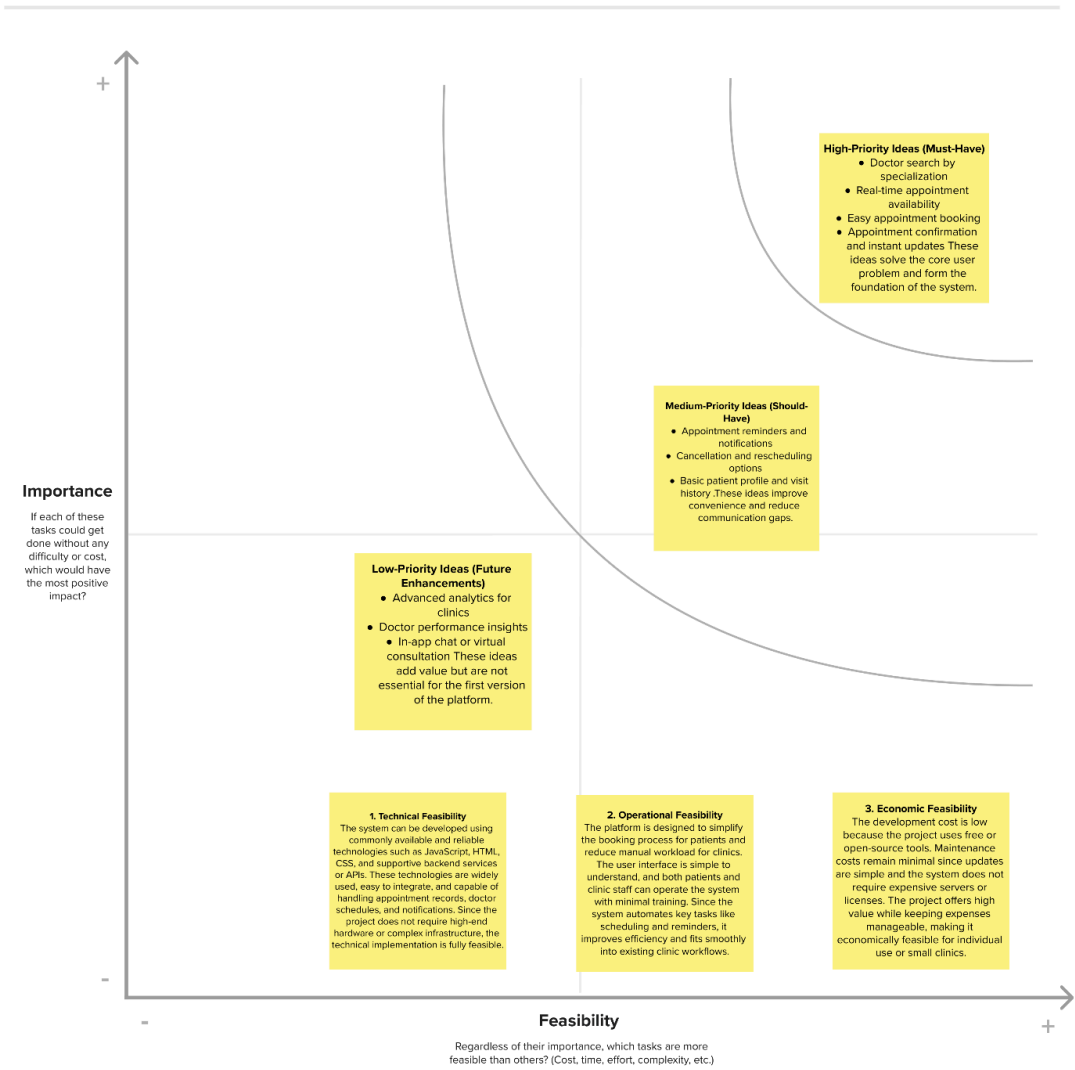 +
High-Priority Ideas (Must-Have)
● Doctor search by
specialization
● Real-time appointment
availability
● Easy appointment booking
● Appointment confirmation
and instant updates These
ideas solve the core user
problem and form the
foundation of the system.
Medium-Priority Ideas (Should-
Have)
● Appointment reminders and
notifications
● Cancellation and rescheduling
options
● Basic patient profile and visit
history .These ideas improve
convenience and reduce
communication gaps.
Importance
If each of these
tasks could get
done without any
difficulty or cost,
which would have
the most positive
impact?
Low-Priority Ideas (Future
Enhancements)
● Advanced analytics for
clinics
● Doctor performance insights
● In-app chat or virtual
consultation These ideas
add value but are not
essential for the first version
of the platform.
1. Technical Feasibility
The system can be developed using
commonly available and reliable
technologies such as JavaScript, HTML,
CSS, and supportive backend services
or APIs. These technologies are widely
used, easy to integrate, and capable of
handling appointment records, doctor
schedules, and notifications. Since the
project does not require high-end
hardware or complex infrastructure, the
technical implementation is fully feasible.
2. Operational Feasibility
The platform is designed to simplify
the booking process for patients and
reduce manual workload for clinics.
The user interface is simple to
understand, and both patients and
clinic staff can operate the system
with minimal training. Since the
system automates key tasks like
scheduling and reminders, it
improves efficiency and fits smoothly
into existing clinic workflows.
3. Economic Feasibility
The development cost is low
because the project uses free or
open-source tools. Maintenance
costs remain minimal since updates
are simple and the system does not
require expensive servers or
licenses. The project offers high
value while keeping expenses
manageable, making it
economically feasible for individual
use or small clinics.
-
-
Feasibility
+
Regardless of their importance, which tasks are more
feasible than others? (Cost, time, effort, complexity, etc.)